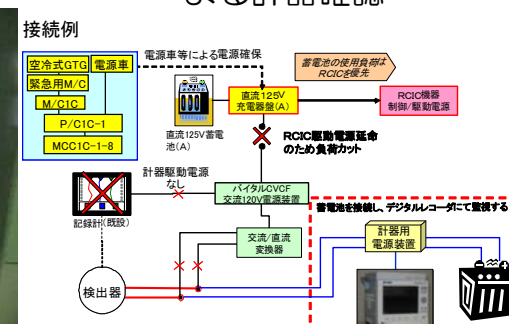 接続例
空冷式GTG
電源車
緊急用M/C
M/C1C
P/C1C-1
MCC1C-1-8
電源車等による電源確保
蓄電池の使用負荷は
RCICを優先
直流125V蓄電
池(A)
直流125V
充電器盤(A)
RCIC機器
制御/駆動電源
RCIC駆動電源延命
のため負荷カット
計器駆動電源
なし
バイタルCVCF
交流120V電源装置
記録計(既設)
蓄電池を接続し、デジタルレコーダにて監視する
交流/直流
変換器
計器用
電源装置
検出器